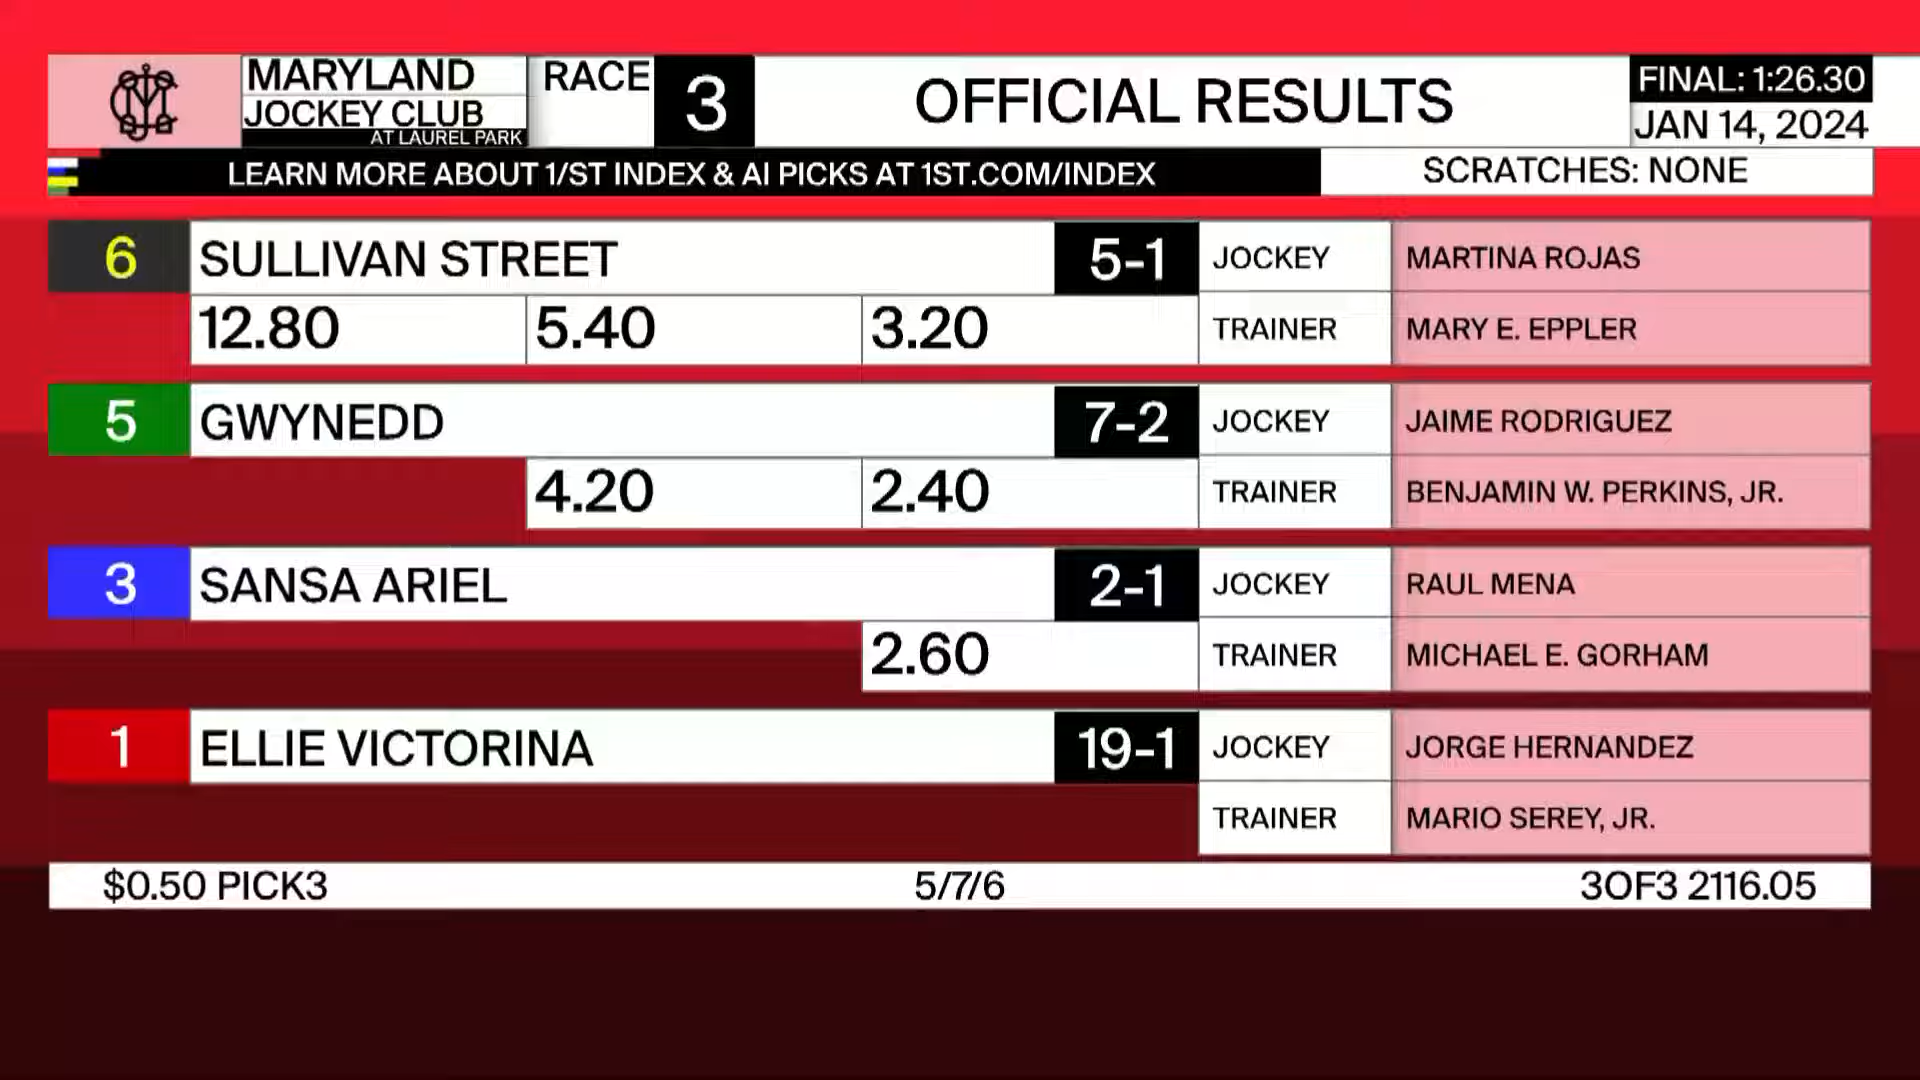 MARYLAND
JOCKEY CLUB
AT LAUREL PARK
RACE 3
OFFICIAL RESULTS
FINAL: 1:26.30
JAN 14, 2024
LEARN MORE ABOUT 1/ST INDEX & AI PICKS AT 1ST.COM/INDEX
SCRATCHES: NONE
6 SULLIVAN STREET 5-1 JOCKEY MARTINA ROJAS
12.80 5.40 3.20 TRAINER MARY E. EPPLER
5 GWYNEDD 7-2 JOCKEY JAIME RODRIGUEZ
4.20 2.40 TRAINER BENJAMIN W. PERKINS, JR.
3 SANSA ARIEL 2-1 JOCKEY RAUL MENA
2.60 TRAINER MICHAEL E. GORHAM
1 ELLIE VICTORINA 19-1 JOCKEY JORGE HERNANDEZ
TRAINER MARIO SEREY, JR.
$0.50 PICK3 5/7/6 3OF3 2116.05